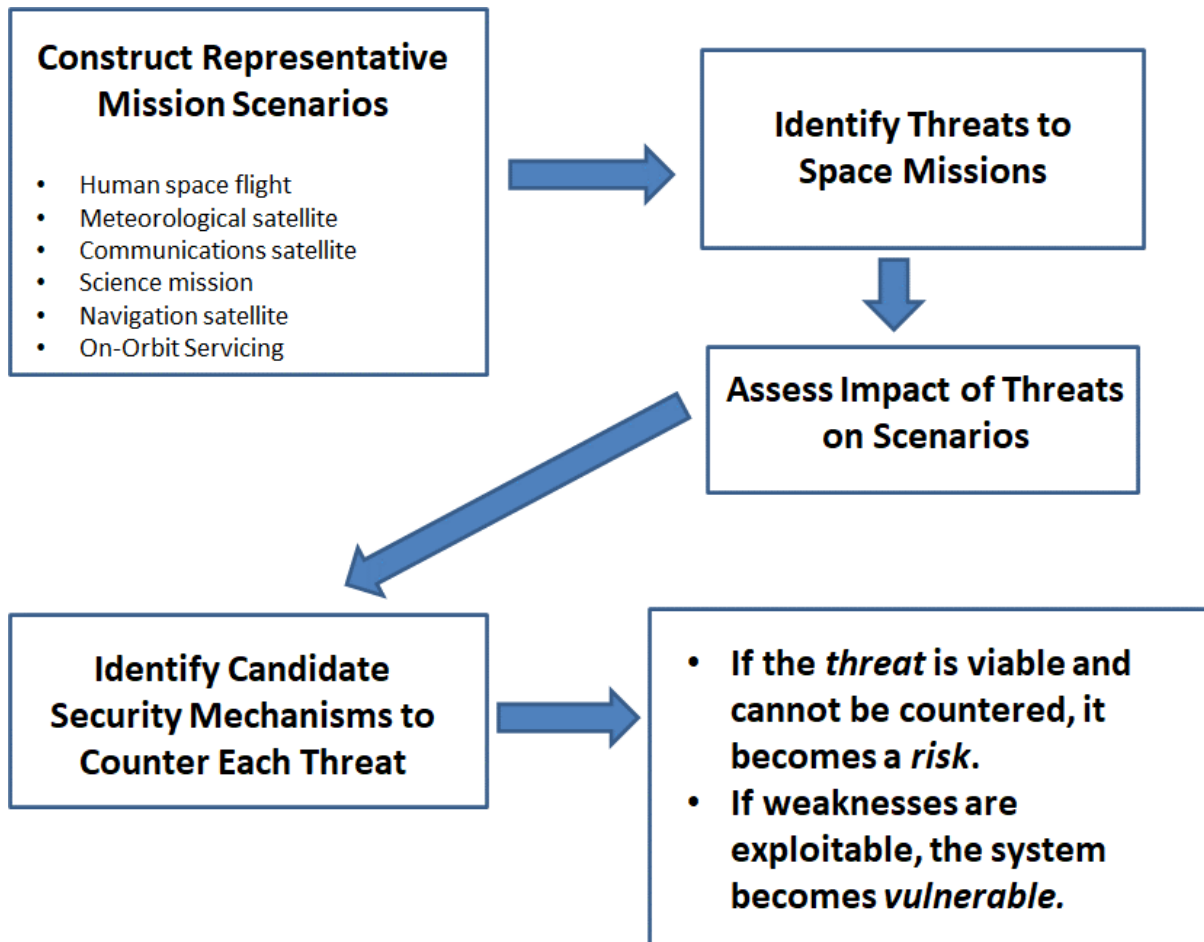 Construct Representative
Mission Scenarios
• Human space flight
• Meteorological satellite
• Communications satellite
• Science mission
• Navigation satellite
• On-Orbit Servicing
Identify Threats to
Space Missions
Assess Impact of Threats
on Scenarios
Identify Candidate
Security Mechanisms to
Counter Each Threat
• If the threat is viable and
cannot be countered, it
becomes a risk.
• If weaknesses are
exploitable, the system
becomes vulnerable.